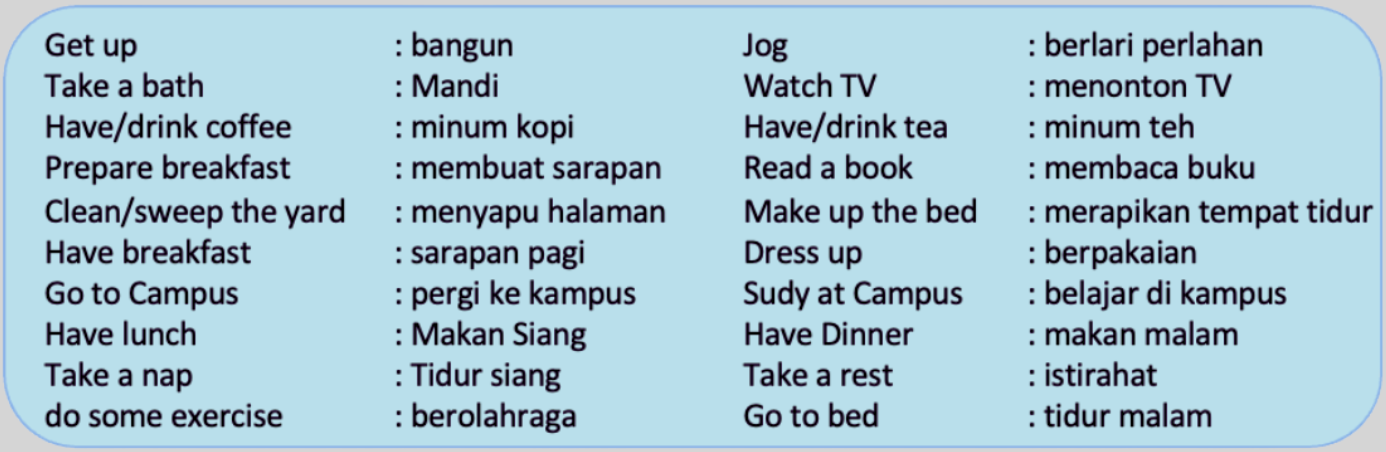 Get up : bangun Jog : berlari perlahan
Take a bath : Mandi Watch TV : menonton TV
Have/drink coffee : minum kopi Have/drink tea : minum teh
Prepare breakfast : membuat sarapan Read a book : membaca buku
Clean/sweep the yard : menyapu halaman Make up the bed : merapikan tempat tidur
Have breakfast : sarapan pagi Dress up : berpakaian
Go to Campus : pergi ke kampus Sudy at Campus : belajar di kampus
Have lunch : Makan Siang Have Dinner : makan malam
Take a nap : Tidur siang Take a rest : istirahat
do some exercise : berolahraga Go to bed : tidur malam